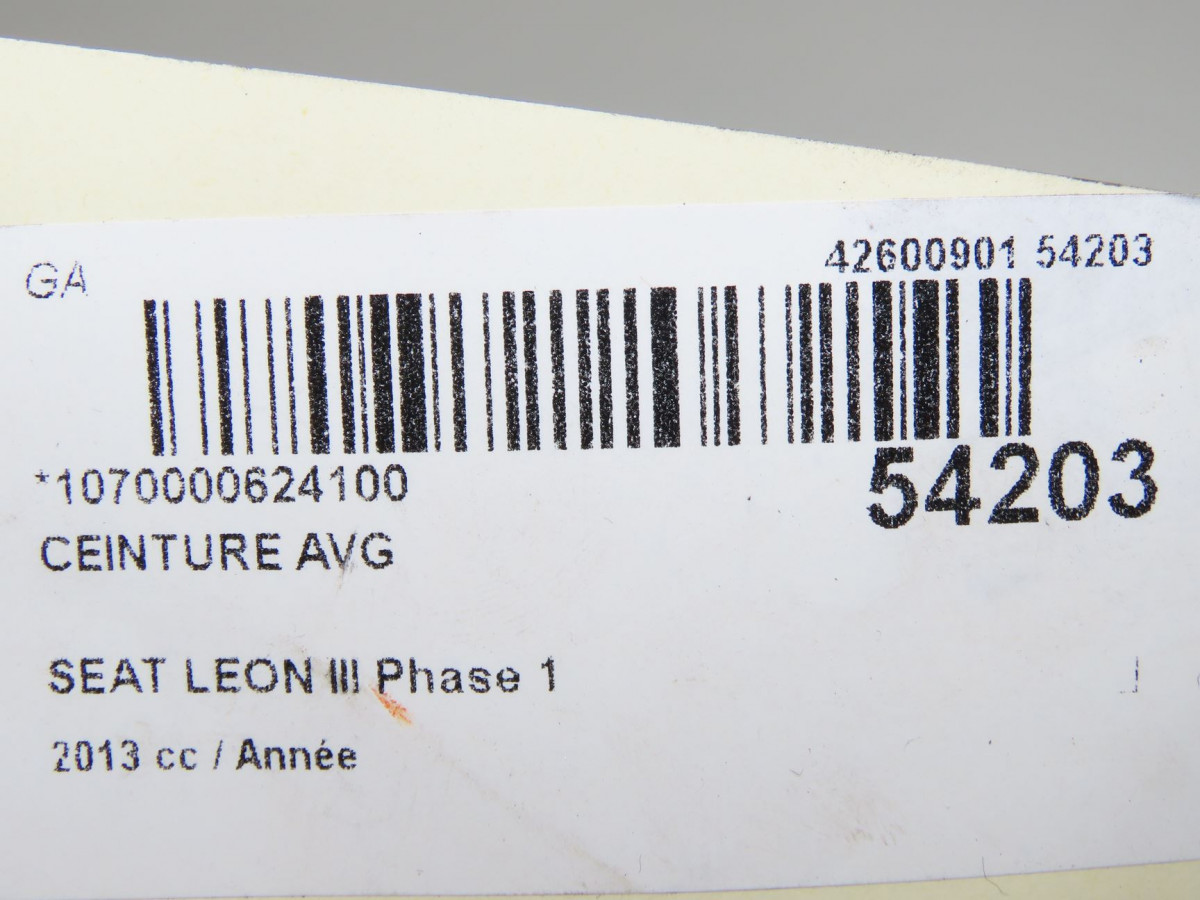 GA
42600901 54203
*1070000624100
54203
CEINTURE AVG
SEAT LEON III Phase 1
2013 cc / Année